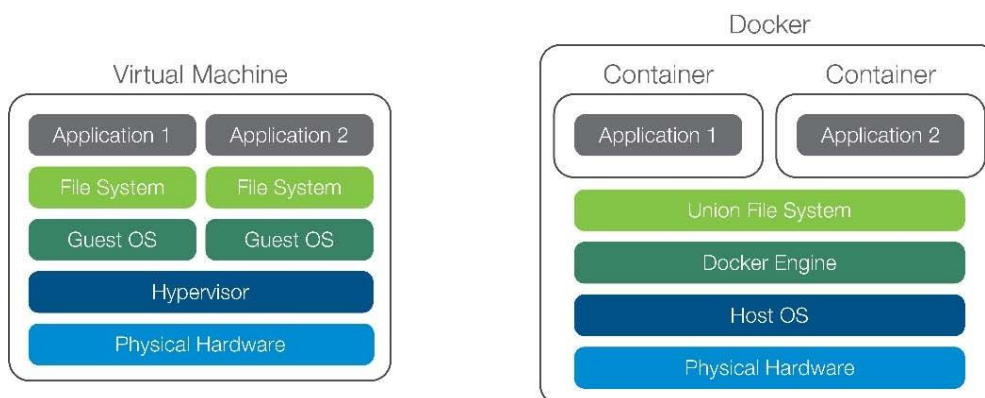 Virtual Machine
Application 1 Application 2
File System File System
Guest OS Guest OS
Hypervisor
Physical Hardware
Docker
Container Container
Application 1 Application 2
Union File System
Docker Engine
Host OS
Physical Hardware